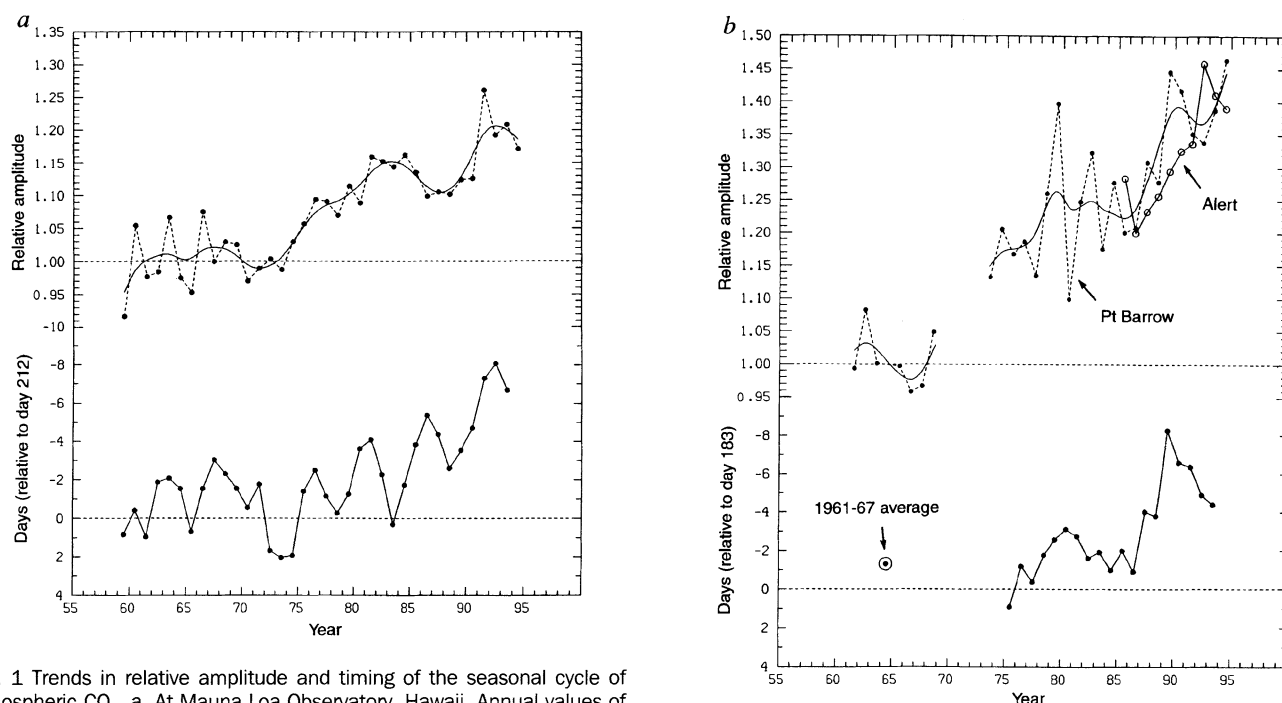 a
1.35
1.30
1.25
1.20
1.15
1.10
1.05
1.00
0.95
-10
-8
-6
-4
-2
0
2
4
Relative amplitude
Days (relative to day 212)
55 60 65 70 75 80 85 90 95
Year
b
1.50
1.45
1.40
1.35
1.30
1.25
1.20
1.15
1.10
1.05
1.00
0.95
-8
-6
-4
-2
0
2
4
Relative amplitude
Days (relative to day 183)
Alert
Pt Barrow
1961-67 average
55 60 65 70 75 80 85 90 95
Year
1 Trends in relative amplitude and timing of the seasonal cycle of
ospheric CO a, At Mauna Loa Observatory, Hawaii. Annual values of